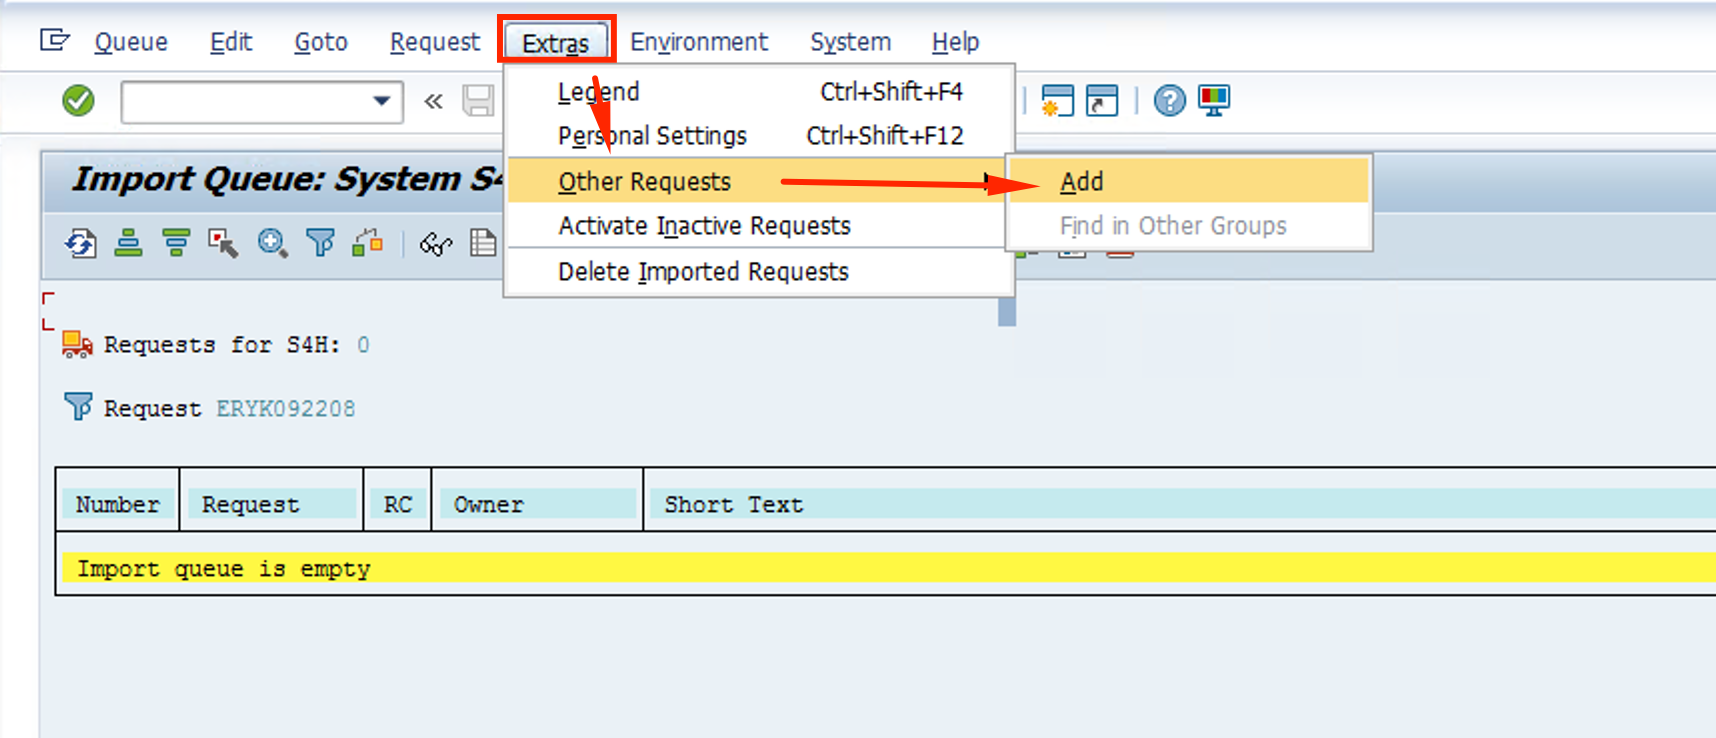 Queue Edit Goto Request Extras Environment System Help
Legend Ctrl+Shift+F4
Personal Settings Ctrl+Shift+F12
Other Requests
Add
Activate Inactive Requests
Find in Other Groups
Delete Imported Requests
Import Queue: System S4
Requests for S4H: 0
Request ERYK092208
Number Request RC Owner Short Text
Import queue is empty